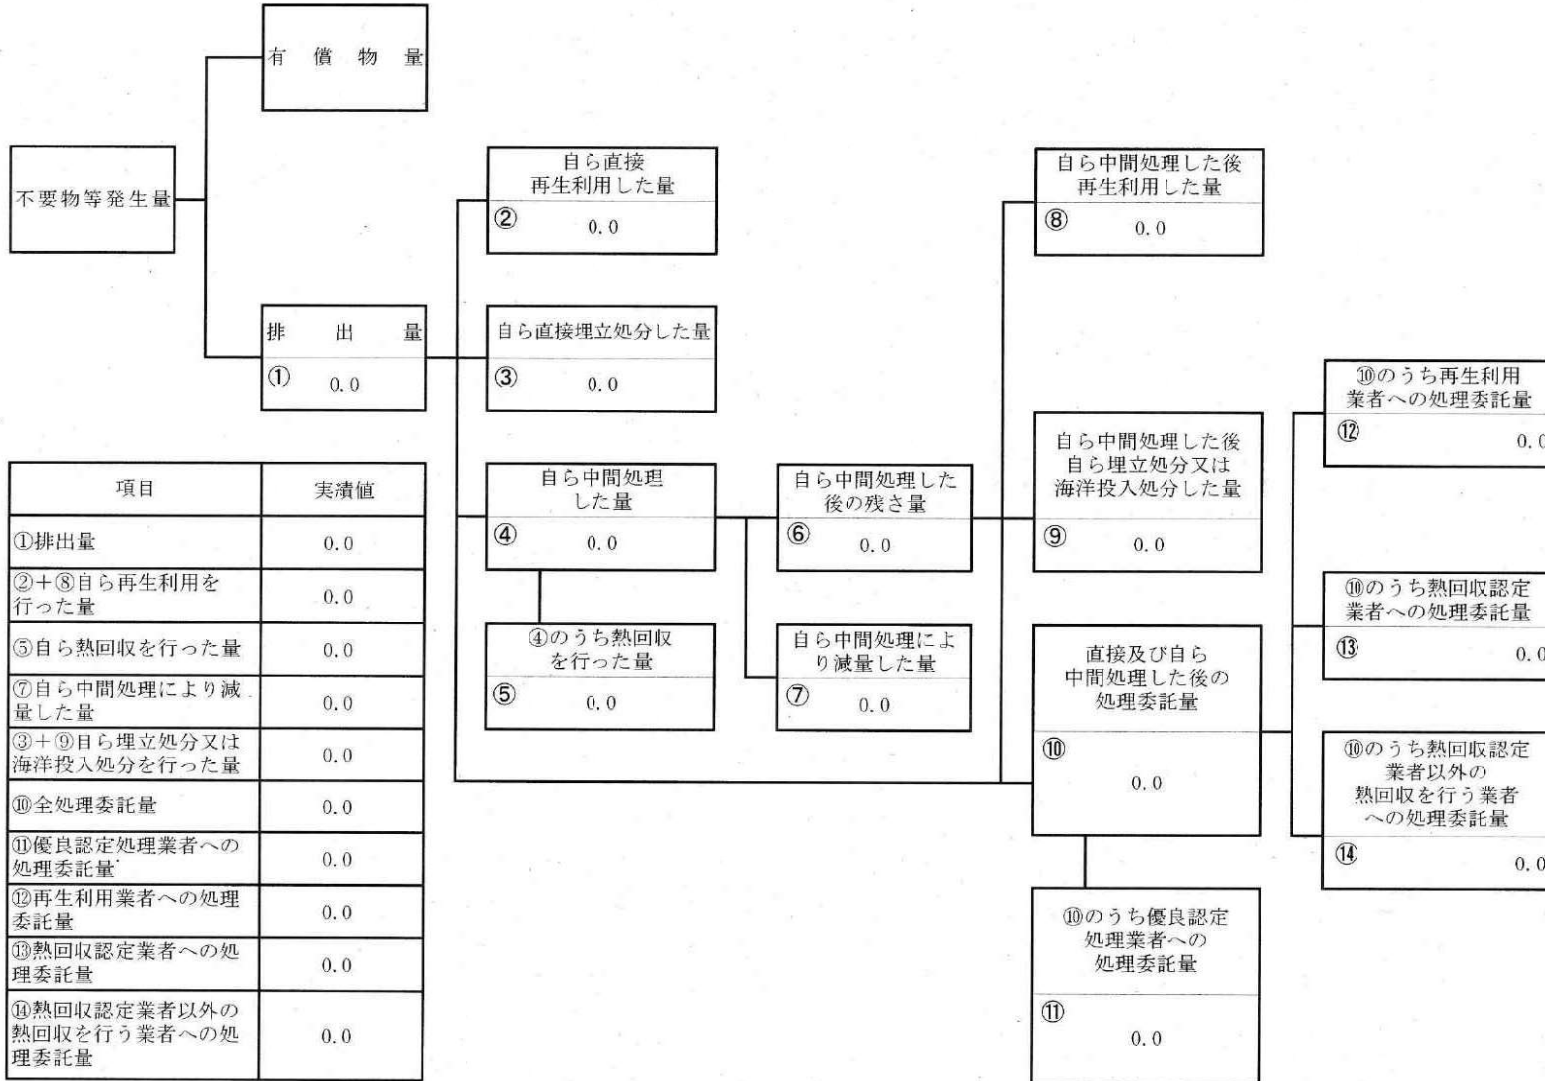 有償物量
不要物等発生量
排出量
① 0.0
自ら直接
再生利用した量
② 0.0
自ら直接埋立処分した量
③ 0.0
自ら中間処理
した量
④ 0.0
④のうち熱回収
を行った量
⑤ 0.0
自ら中間処理した
後の残さ量
⑥ 0.0
自ら中間処理によ
り減量した量
⑦ 0.0
自ら中間処理した後
再生利用した量
⑧ 0.0
自ら中間処理した後
自ら埋立処分又は
海洋投入処分した量
⑨ 0.0
直接及び自ら
中間処理した後の
処理委託量
⑩
0.0
⑩のうち優良認定
処理業者への
処理委託量
⑪
0.0
⑩のうち再生利用
業者への処理委託量
⑫ 0.0
⑩のうち熱回収認定
業者への処理委託量
⑬ 0.0
⑩のうち熱回収認定
業者以外の
熱回収を行う業者
への処理委託量
⑭ 0.0
項目 実績値
①排出量 0.0
②+⑧自ら再生利用を
行った量 0.0
⑤自ら熱回収を行った量 0.0
⑦自ら中間処理により減
量した量 0.0
③+⑨自ら埋立処分又は
海洋投入処分を行った量 0.0
⑩全処理委託量 0.0
⑪優良認定処理業者への
処理委託量 0.0
⑫再生利用業者への処理
委託量 0.0
⑬熱回収認定業者への処
理委託量 0.0
⑭熱回収認定業者以外の
熱回収を行う業者への処
理委託量 0.0